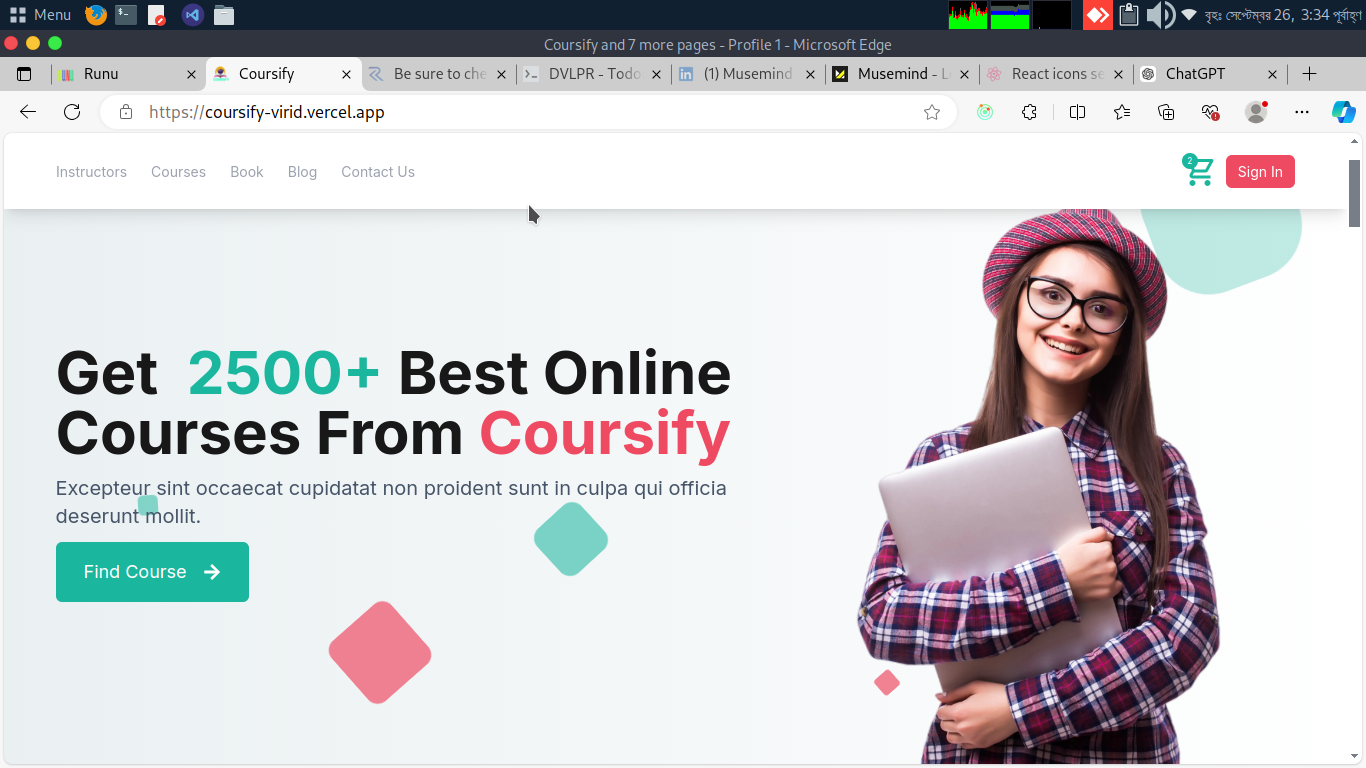 Menu
বৃহঃ সেপ্টেম্বর 26, 3:34 পূর্বাহ্ণ
Coursify and 7 more pages - Profile 1 - Microsoft Edge
Runu
Coursify
Be sure to che
DVLPR - Todo
(1) Musemind
Musemind - L
React icons se
ChatGPT
https://coursify-virid.vercel.app
Instructors Courses Book Blog Contact Us
2
Sign In
Get 2500+ Best Online
Courses From Coursify
Excepteur sint occaecat cupidatat non proident sunt in culpa qui officia
deserunt mollit.
Find Course